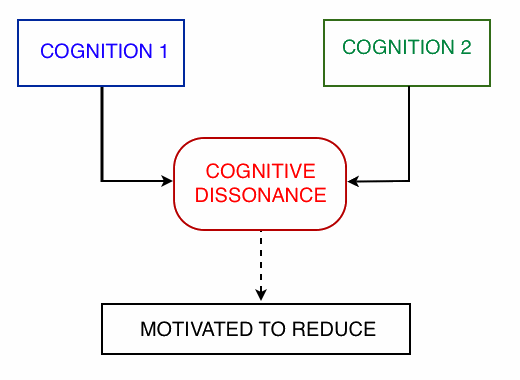 COGNITION 1
COGNITION 2
COGNITIVE
DISSONANCE
MOTIVATED TO REDUCE